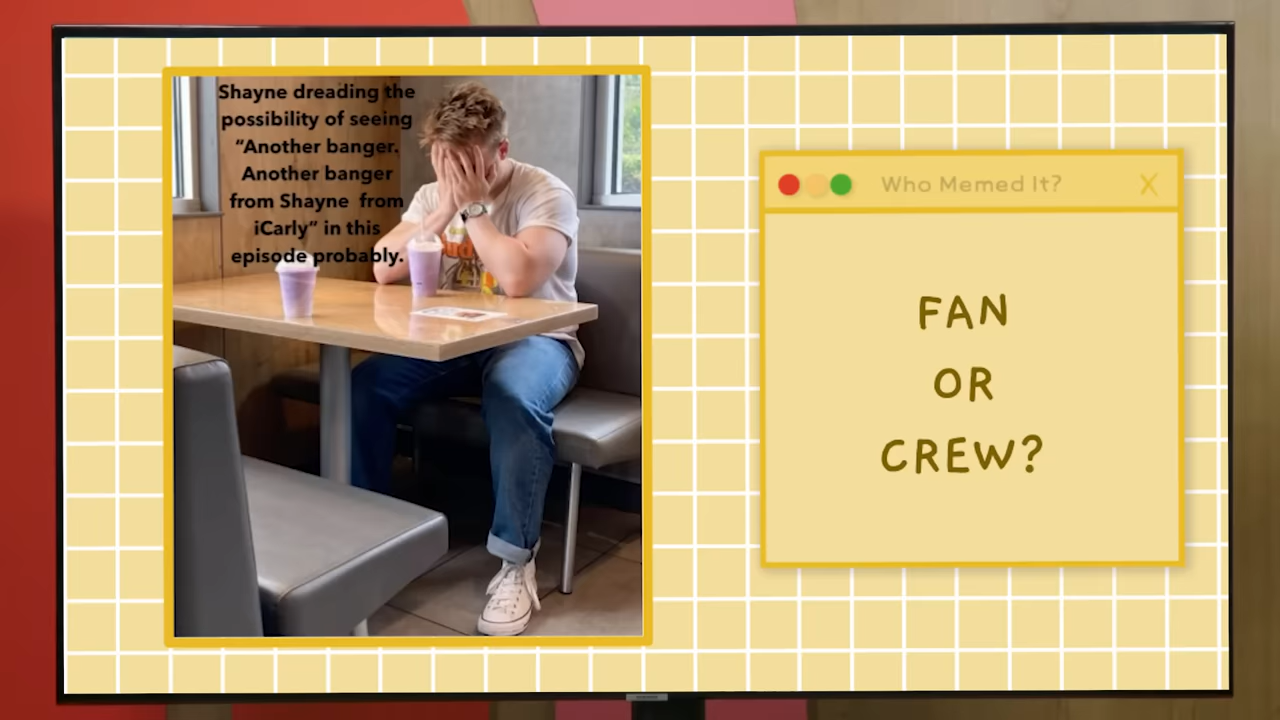 Shayne dreading the
possibility of seeing
"Another banger.
Another banger
from Shayne from
iCarly" in this
episode probably.
Who Memed It?
X
FAN
OR
CREW?